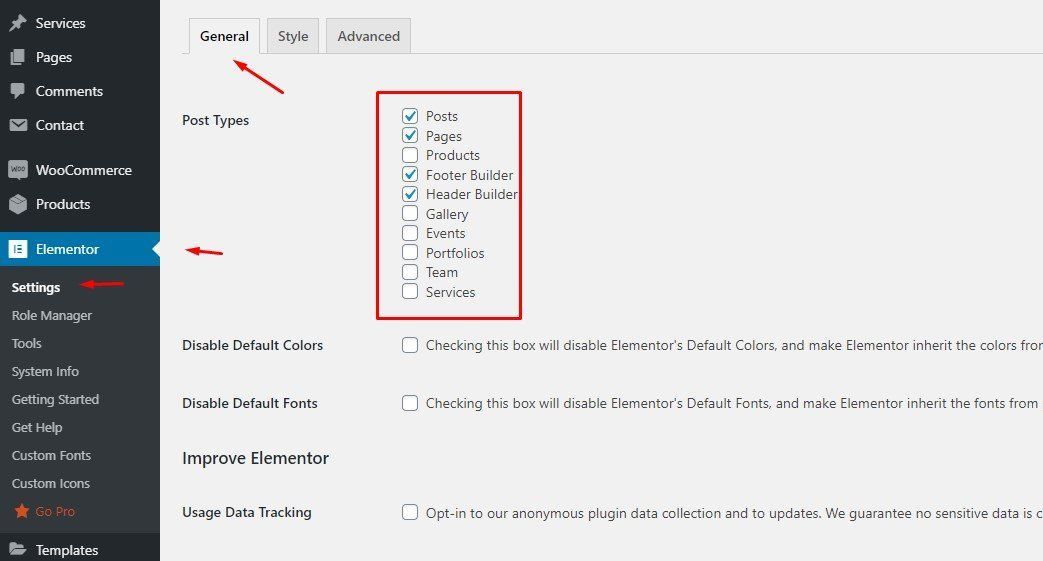 Services
Pages
Comments
Contact
WooCommerce
Products
Elementor
Settings
Role Manager
Tools
System Info
Getting Started
Get Help
Custom Fonts
Custom Icons
Go Pro
Templates
General
Style
Advanced
Post Types
Posts
Pages
Products
Footer Builder
Header Builder
Gallery
Events
Portfolios
Team
Services
Disable Default Colors
Checking this box will disable Elementor's Default Colors, and make Elementor inherit the colors from
Disable Default Fonts
Checking this box will disable Elementor's Default Fonts, and make Elementor inherit the fonts from
Improve Elementor
Usage Data Tracking
Opt-in to our anonymous plugin data collection and to updates. We guarantee no sensitive data is c